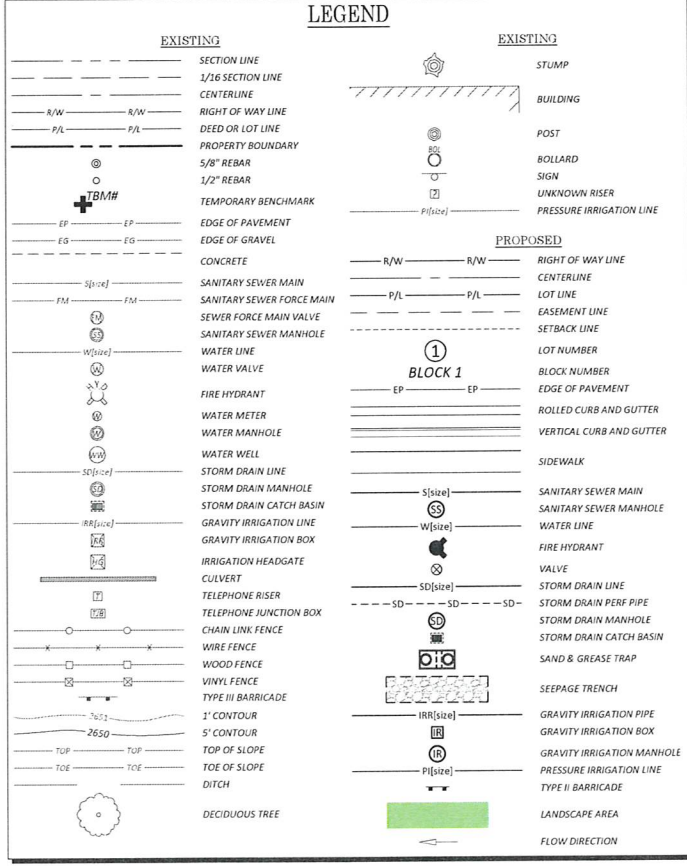 LEGEND
EXISTING
SECTION LINE
1/16 SECTION LINE
CENTERLINE
R/W R/W RIGHT OF WAY LINE
P/L P/L DEED OR LOT LINE
PROPERTY BOUNDARY
5/8" REBAR
1/2" REBAR
TBM# TEMPORARY BENCHMARK
EP EP EDGE OF PAVEMENT
EG EG EDGE OF GRAVEL
CONCRETE
S[size] SANITARY SEWER MAIN
FM FM SANITARY SEWER FORCE MAIN
FM SEWER FORCE MAIN VALVE
SS SANITARY SEWER MANHOLE
W[size] WATER LINE
W WATER VALVE
FIRE HYDRANT
W WATER METER
W WATER MANHOLE
WW WATER WELL
SD[size] STORM DRAIN LINE
SD STORM DRAIN MANHOLE
STORM DRAIN CATCH BASIN
IRR[size] GRAVITY IRRIGATION LINE
GRAVITY IRRIGATION BOX
HG IRRIGATION HEADGATE
CULVERT
T TELEPHONE RISER
TJB TELEPHONE JUNCTION BOX
CHAIN LINK FENCE
WIRE FENCE
WOOD FENCE
VINYL FENCE
TYPE III BARRICADE
2651 1' CONTOUR
2650 5' CONTOUR
TOP TOP TOP OF SLOPE
TOE TOE TOE OF SLOPE
DITCH
DECIDUOUS TREE
EXISTING
STUMP
BUILDING
POST
BOL
BOLLARD
SIGN
? UNKNOWN RISER
PI[size] PRESSURE IRRIGATION LINE
PROPOSED
R/W R/W RIGHT OF WAY LINE
CENTERLINE
P/L P/L LOT LINE
EASEMENT LINE
SETBACK LINE
1 LOT NUMBER
BLOCK 1 BLOCK NUMBER
EP EP EDGE OF PAVEMENT
ROLLED CURB AND GUTTER
VERTICAL CURB AND GUTTER
SIDEWALK
S[size] SANITARY SEWER MAIN
SS SANITARY SEWER MANHOLE
W[size] WATER LINE
FIRE HYDRANT
VALVE
SD[size] STORM DRAIN LINE
SD SD SD STORM DRAIN PERF PIPE
SD STORM DRAIN MANHOLE
STORM DRAIN CATCH BASIN
SAND & GREASE TRAP
SEEPAGE TRENCH
IRR[size] GRAVITY IRRIGATION PIPE
IR GRAVITY IRRIGATION BOX
IR GRAVITY IRRIGATION MANHOLE
PI[size] PRESSURE IRRIGATION LINE
TYPE II BARRICADE
LANDSCAPE AREA
FLOW DIRECTION